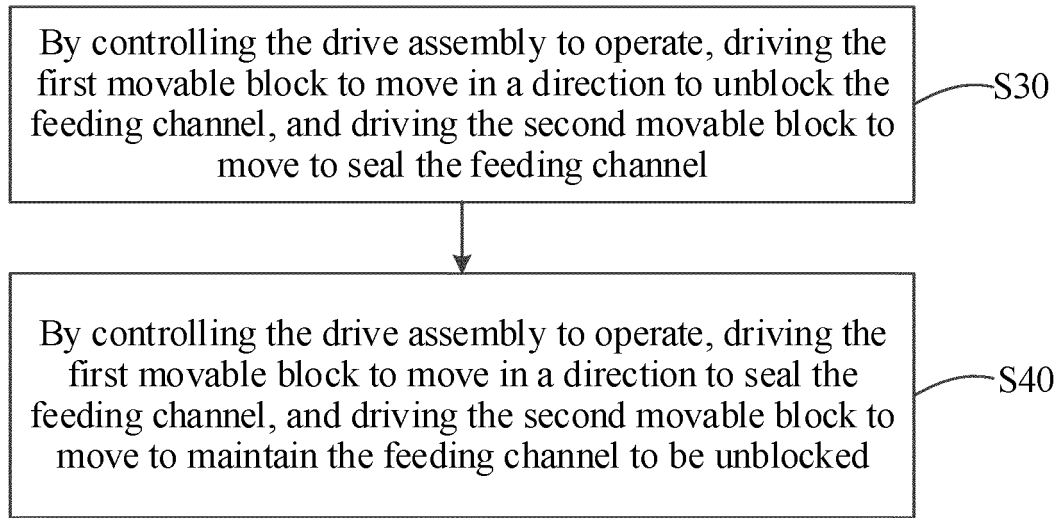 By controlling the drive assembly to operate, driving the
first movable block to move in a direction to unblock the
feeding channel, and driving the second movable block to
move to seal the feeding channel
S30
By controlling the drive assembly to operate, driving the
first movable block to move in a direction to seal the
feeding channel, and driving the second movable block to
move to maintain the feeding channel to be unblocked
S40